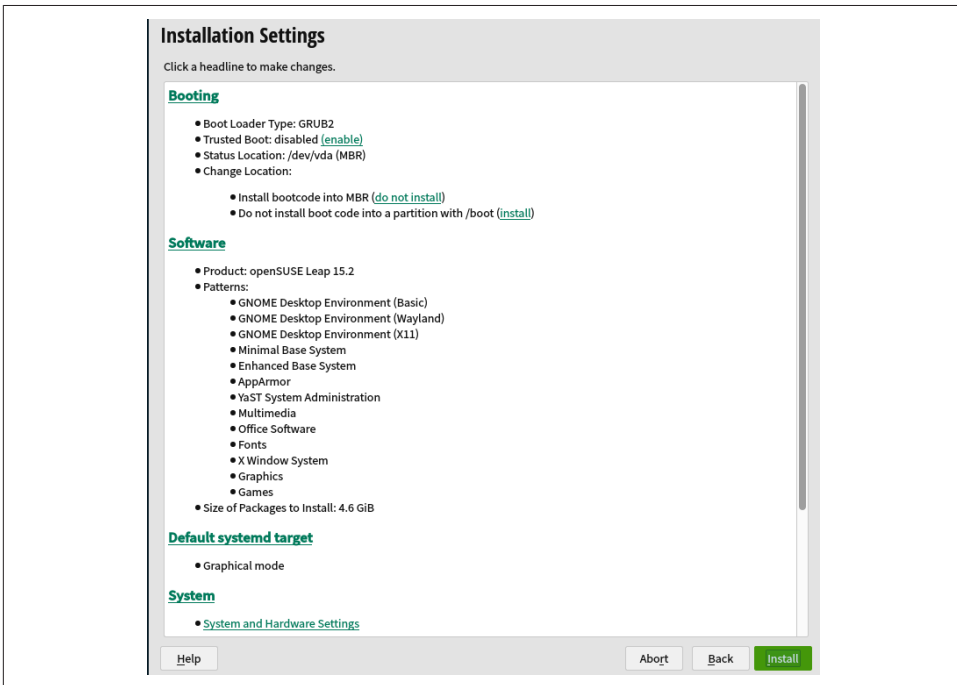 Installation Settings
Click a headline to make changes.
Booting
Boot Loader Type: GRUB2
Trusted Boot: disabled (enable)
Status Location: /dev/vda (MBR)
Change Location:
Install bootcode into MBR (do not install)
Do not install boot code into a partition with /boot (install)
Software
Product: openSUSE Leap 15.2
Patterns:
GNOME Desktop Environment (Basic)
GNOME Desktop Environment (Wayland)
GNOME Desktop Environment (X11)
Minimal Base System
Enhanced Base System
AppArmor
YaST System Administration
Multimedia
Office Software
Fonts
X Window System
Graphics
Games
Size of Packages to Install: 4.6 GiB
Default systemd target
Graphical mode
System
System and Hardware Settings
Help Abort Back Install